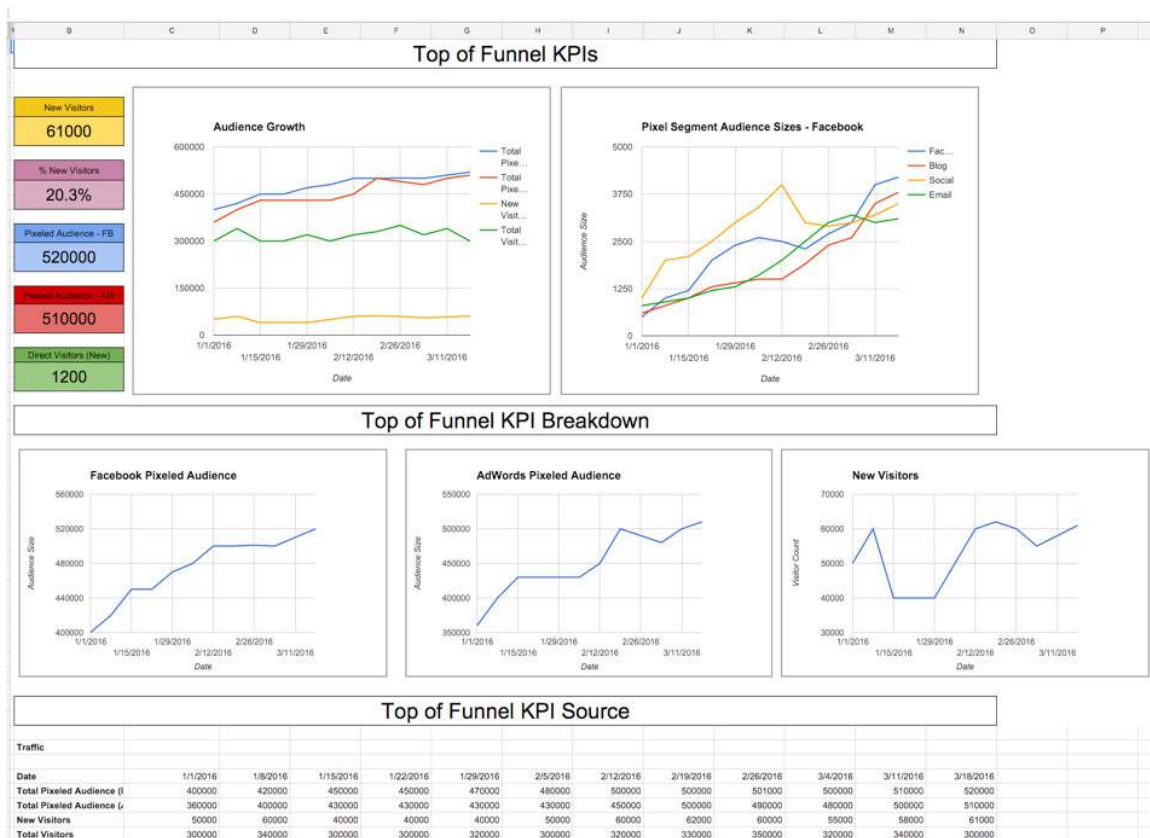 B C D E F G H I J K L M N O P
Top of Funnel KPIs
New Visitors
61000
% New Visitors
20.3%
Pixeled Audience - FB
520000
Pixeled Audience - AW
510000
Direct Visitors (New)
1200
Audience Growth
600000
450000
300000
150000
0
1/1/2016 1/29/2016 2/26/2016
1/15/2016 2/12/2016 3/11/2016
Date
Total
Pixe...
Total
Pixe...
New
Visit...
Total
Visit...
Pixel Segment Audience Sizes - Facebook
5000
3750
2500
1250
0
Audience Size
1/1/2016 1/29/2016 2/26/2016
1/15/2016 2/12/2016 3/11/2016
Date
Fac...
Blog
Social
Email
Top of Funnel KPI Breakdown
Facebook Pixeled Audience
560000
520000
480000
440000
400000
Audience Size
1/1/2016 1/29/2016 2/26/2016
1/15/2016 2/12/2016 3/11/2016
Date
AdWords Pixeled Audience
550000
500000
450000
400000
350000
Audience Size
1/1/2016 1/29/2016 2/26/2016
1/15/2016 2/12/2016 3/11/2016
Date
New Visitors
70000
60000
50000
40000
30000
Visitor Count
1/1/2016 1/29/2016 2/26/2016
1/15/2016 2/12/2016 3/11/2016
Date
Top of Funnel KPI Source
Traffic
Date 1/1/2016 1/8/2016 1/15/2016 1/22/2016 1/29/2016 2/5/2016 2/12/2016 2/19/2016 2/26/2016 3/4/2016 3/11/2016 3/18/2016
Total Pixeled Audience ( 400000 420000 450000 450000 470000 480000 500000 500000 501000 500000 510000 520000
Total Pixeled Audience ( 360000 400000 430000 430000 430000 430000 450000 500000 490000 480000 500000 510000
New Visitors 50000 60000 40000 40000 40000 50000 60000 62000 60000 55000 58000 61000
Total Visitors 300000 340000 300000 300000 320000 300000 320000 330000 350000 320000 340000 300000